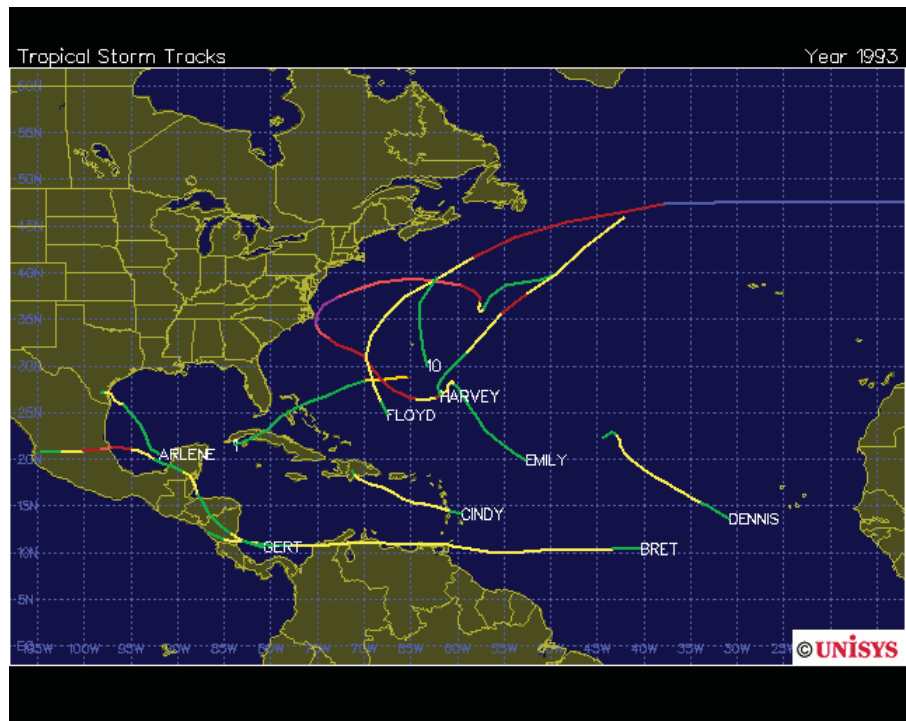 Tropical Storm Tracks Year 1993
60N
55N
50N
45N
40N
35N
30N
10
HARVEY
25N
FLOYD
1
20N
ARLENE
EMILY
15N
CINDY
DENNIS
10N
GERT
BRET
5N
105W 100W 95W 90W 85W 80W 75W 70W 65W 60W 55W 50W 45W 40W 35W 30W 25W
©UNISYS